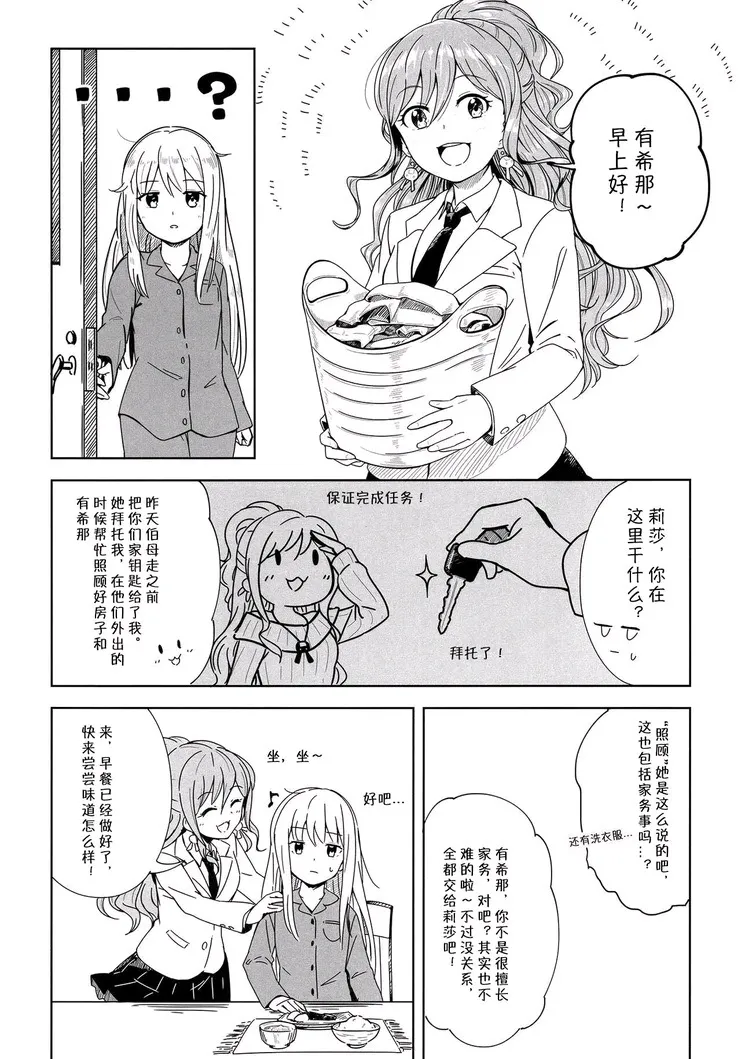 有希那～
早上好！
...？
莉莎，你在
这里干什么？
拜托了！
保证完成任务！
昨天伯母走之前
把你们家钥匙给了我。
她拜托我，在他们外出的
时候帮忙照顾好房子和
有希那
“照顾”她是这么说的吧，
这也包括家务事吗…？
还有洗衣服…
有希那，你不是很擅长
家务，对吧？其实也不
难的啦～不过没关系，
全都交给莉莎吧！
坐，坐～
好吧…
来，早餐已经做好了，
快来尝尝味道怎么样！